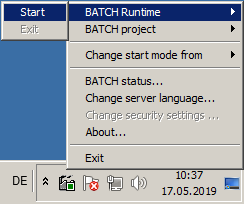 Start
Exit
BATCH Runtime
BATCH project
Change start mode from
BATCH status...
Change server language...
Change security settings ...
About...
Exit
DE
10:37
17.05.2019